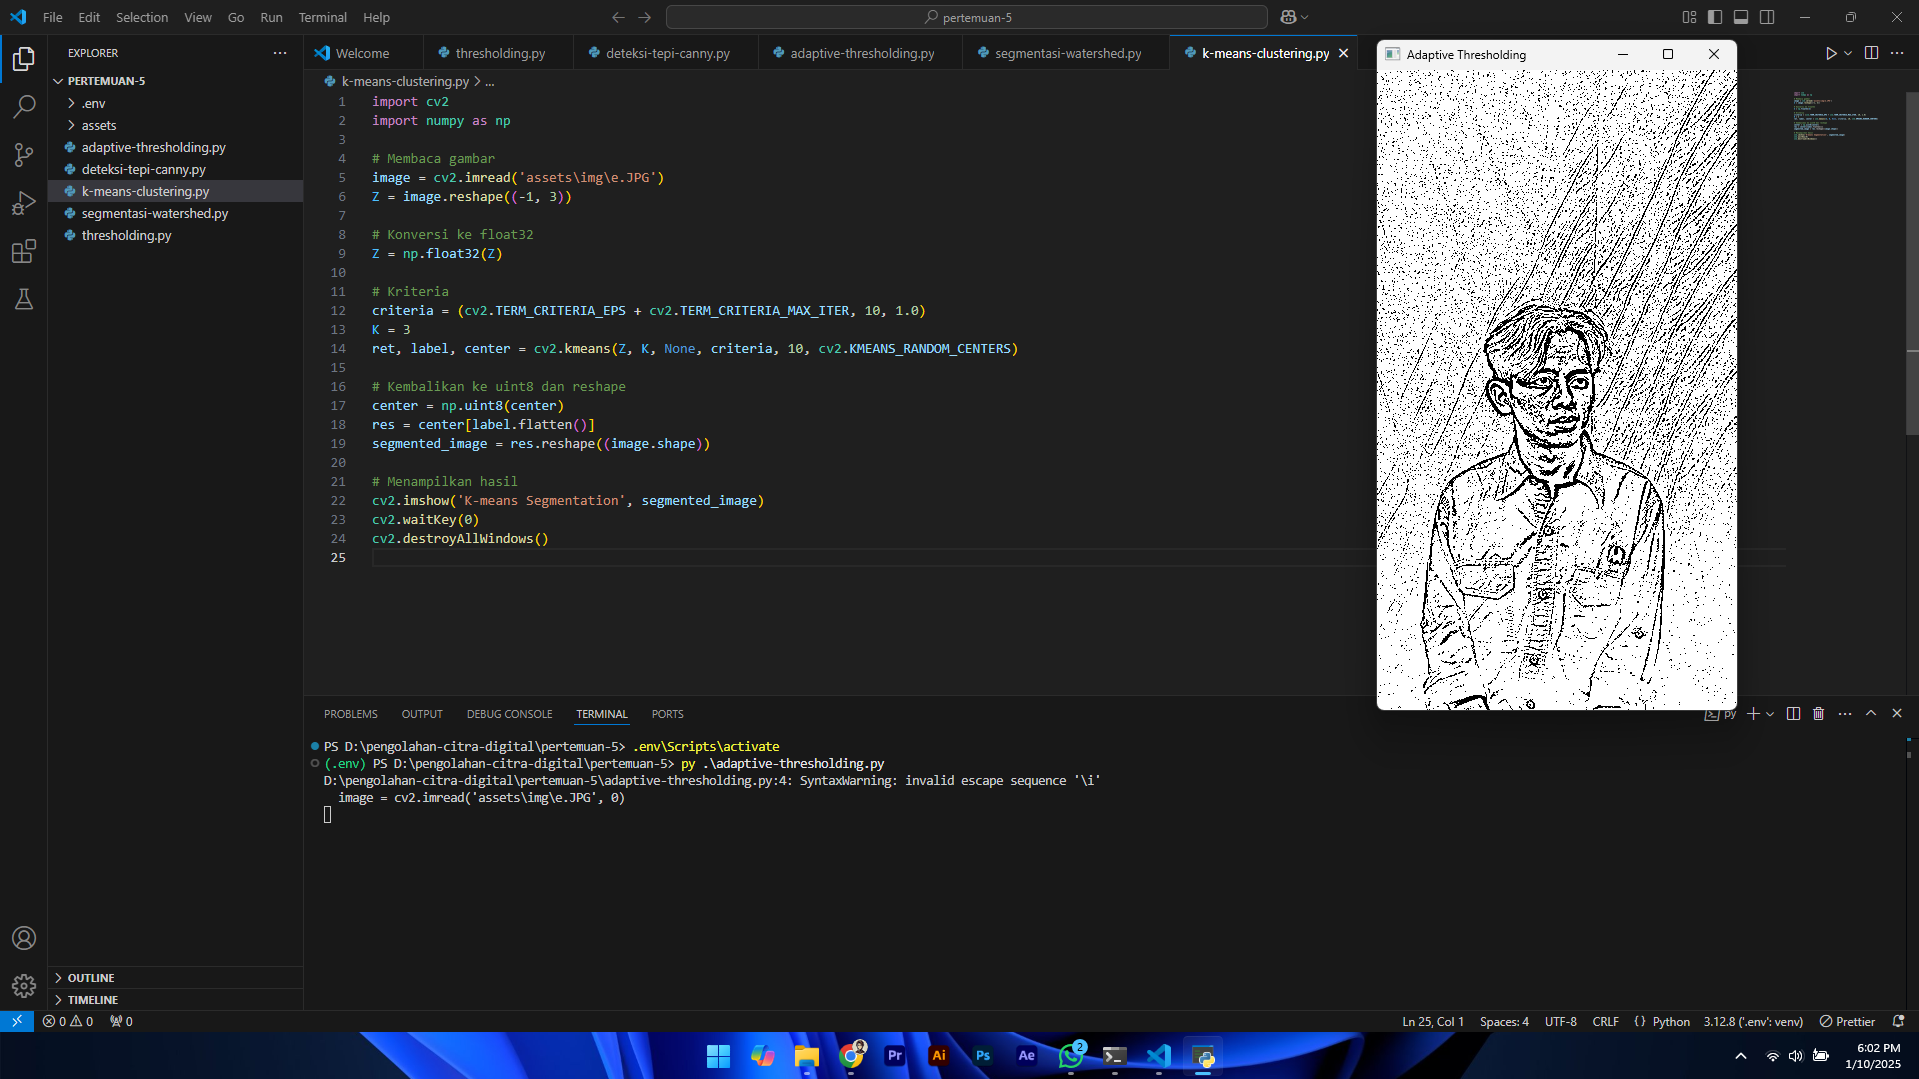 File Edit Selection View Go Run Terminal Help
pertemuan-5
EXPLORER
PERTEMUAN-5
.env
assets
adaptive-thresholding.py
deteksi-tepi-canny.py
k-means-clustering.py
segmentasi-watershed.py
thresholding.py
OUTLINE
TIMELINE
Welcome
thresholding.py
deteksi-tepi-canny.py
adaptive-thresholding.py
segmentasi-watershed.py
k-means-clustering.py
k-means-clustering.py > ...
1 import cv2
2 import numpy as np
3
4 # Membaca gambar
5 image = cv2.imread('assets\img\e.JPG')
6 Z = image.reshape((-1, 3))
7
8 # Konversi ke float32
9 Z = np.float32(Z)
10
11 # Kriteria
12 criteria = (cv2.TERM_CRITERIA_EPS + cv2.TERM_CRITERIA_MAX_ITER, 10, 1.0)
13 K = 3
14 ret, label, center = cv2.kmeans(Z, K, None, criteria, 10, cv2.KMEANS_RANDOM_CENTERS)
15
16 # Kembalikan ke uint8 dan reshape
17 center = np.uint8(center)
18 res = center[label.flatten()]
19 segmented_image = res.reshape((image.shape))
20
21 # Menampilkan hasil
22 cv2.imshow('K-means Segmentation', segmented_image)
23 cv2.waitKey(0)
24 cv2.destroyAllWindows()
25
Adaptive Thresholding
PROBLEMS OUTPUT DEBUG CONSOLE TERMINAL PORTS
py
PS D:\pengolahan-citra-digital\pertemuan-5> .env\Scripts\activate
(.env) PS D:\pengolahan-citra-digital\pertemuan-5> py .\adaptive-thresholding.py
D:\pengolahan-citra-digital\pertemuan-5\adaptive-thresholding.py:4: SyntaxWarning: invalid escape sequence '\i'
image = cv2.imread('assets\img\e.JPG', 0)
0 0 0
Ln 25, Col 1 Spaces: 4 UTF-8 CRLF {} Python 3.12.8 ('.env': venv) Prettier
Pr Ai Ps Ae 2
6:02 PM
1/10/2025